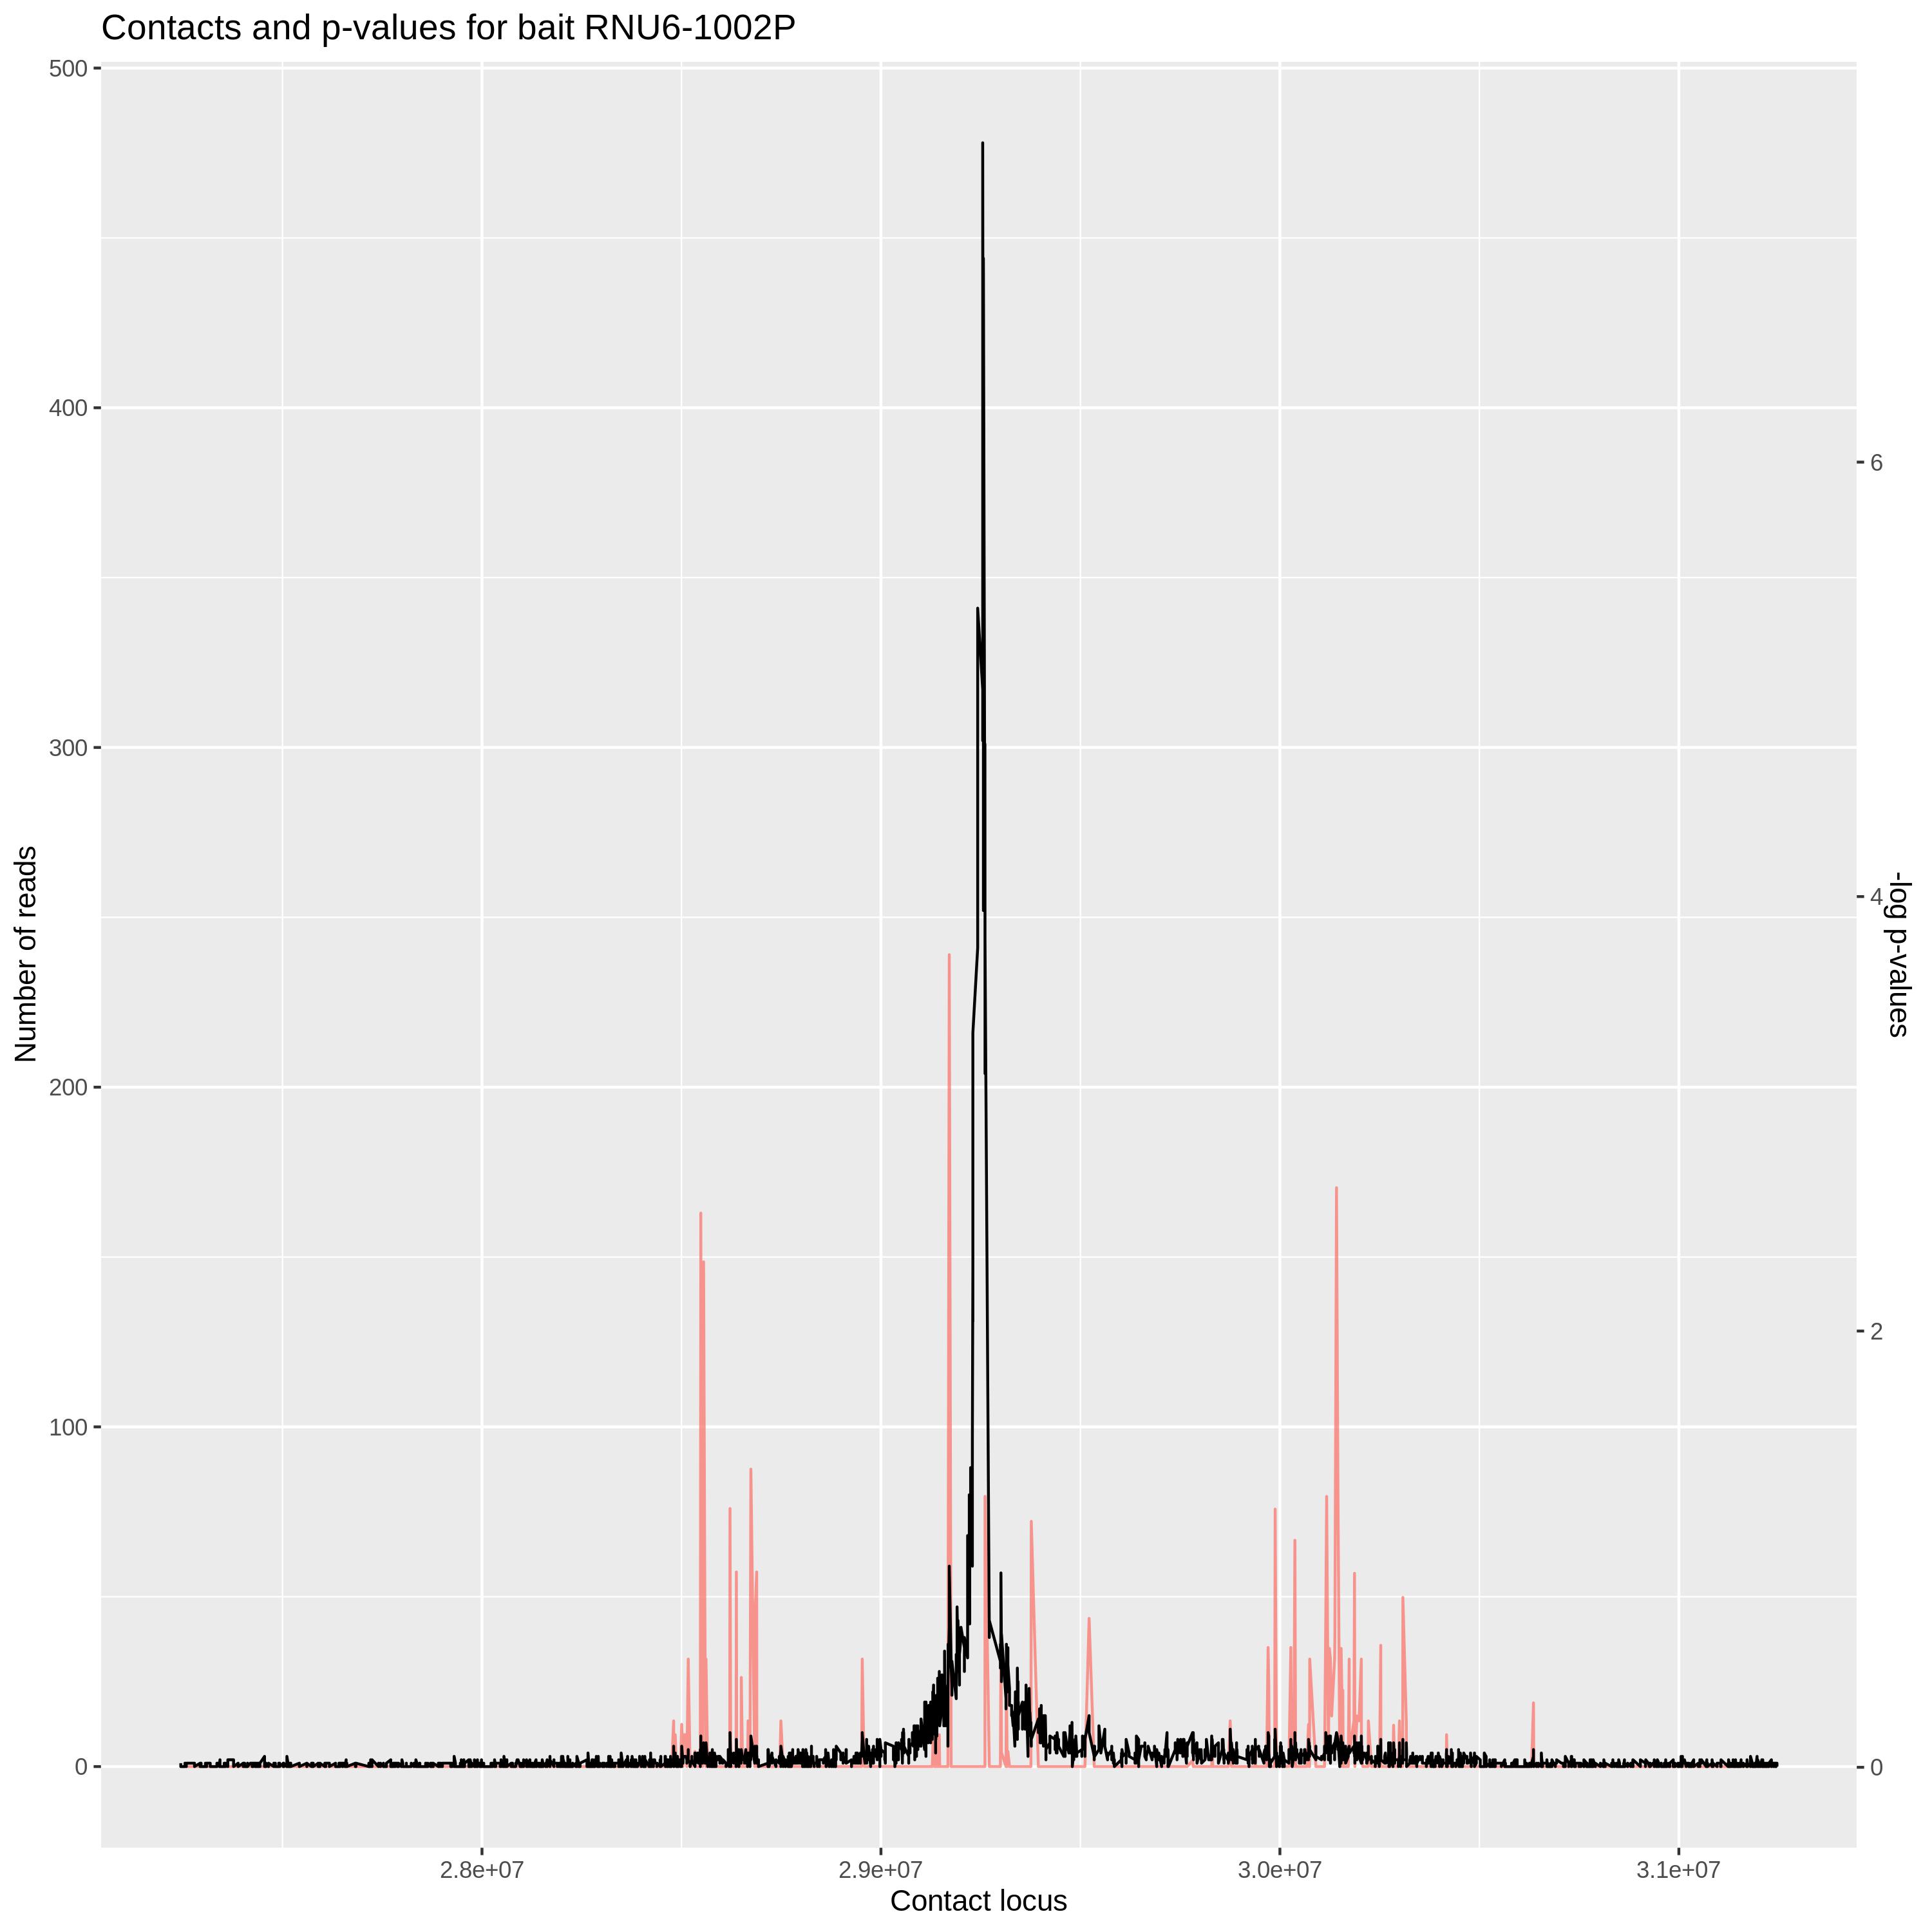 Contacts and p-values for bait RNU6-1002P
500
400
300
200
100
0
Number of reads
6
4
2
0
-log p-values
2.8e+07
2.9e+07
3.0e+07
3.1e+07
Contact locus